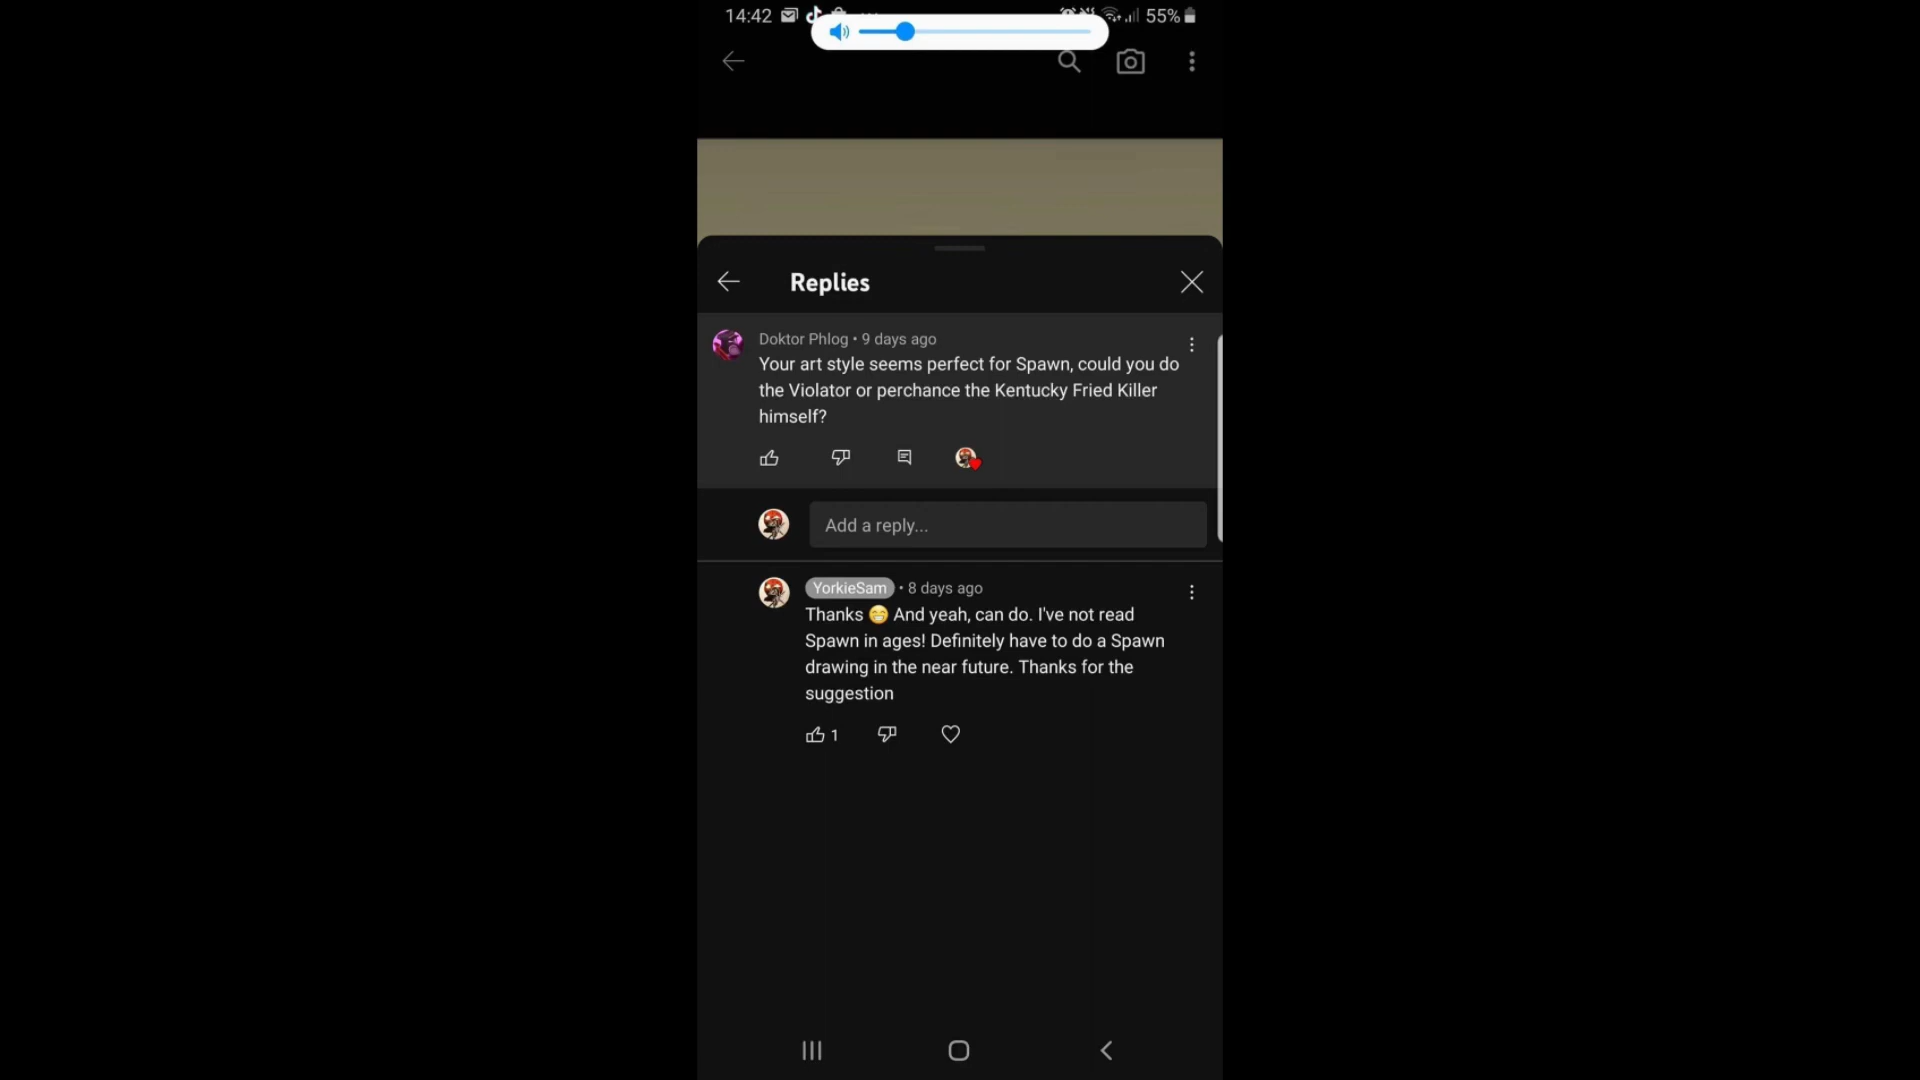 14:42 55%
Replies
Doktor Phlog • 9 days ago
Your art style seems perfect for Spawn, could you do
the Violator or perchance the Kentucky Fried Killer
himself?
Add a reply...
YorkieSam • 8 days ago
Thanks 😁 And yeah, can do. I've not read
Spawn in ages! Definitely have to do a Spawn
drawing in the near future. Thanks for the
suggestion
1